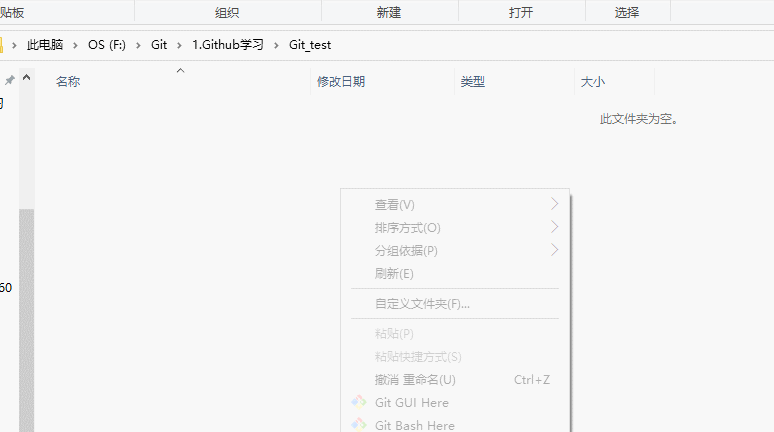 贴板 组织 新建 打开 选择
此电脑 > OS (F:) > Git > 1.Github学习 > Git_test
名称 修改日期 类型 大小
此文件夹为空。
查看(V)
排序方式(O)
分组依据(P)
刷新(E)
60
自定义文件夹(F)...
粘贴(P)
粘贴快捷方式(S)
撤消 重命名(U) Ctrl+Z
Git GUI Here
Git Bash Here